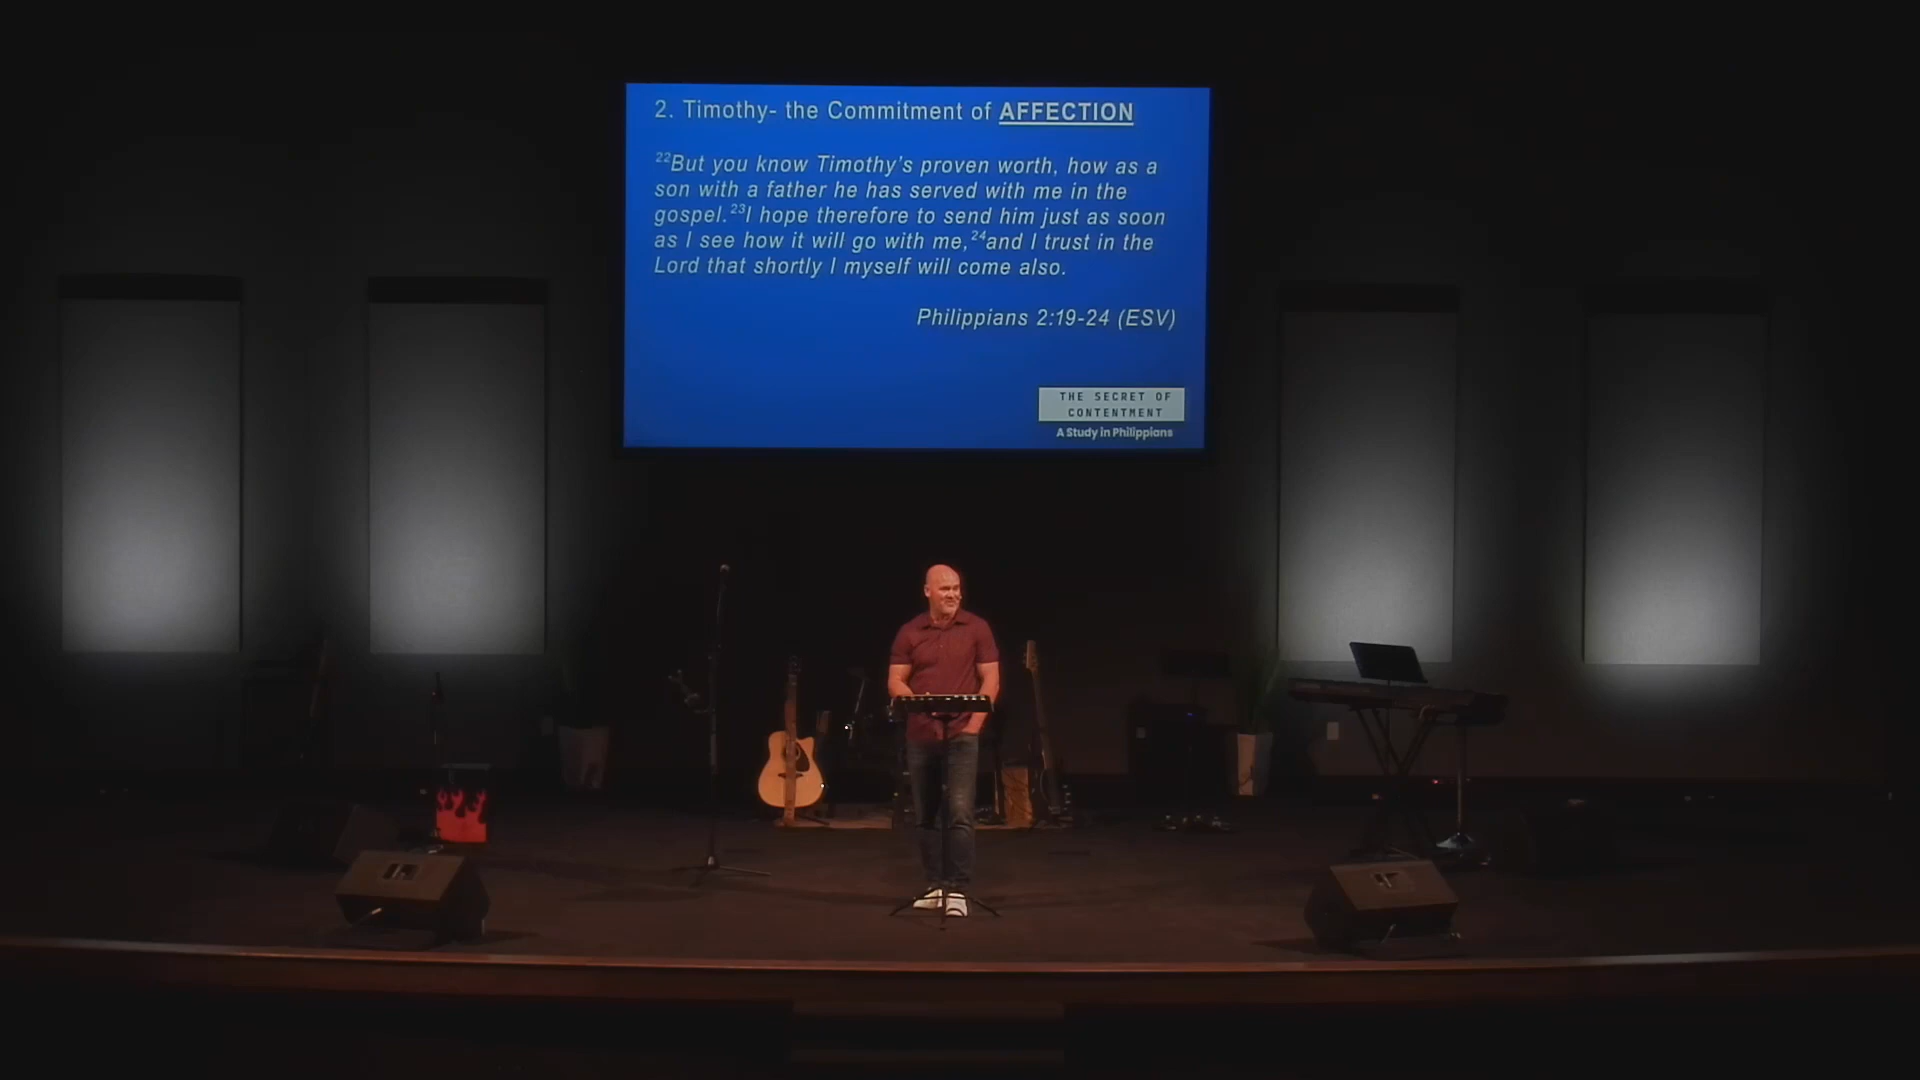 2. Timothy- the Commitment of AFFECTION
²²But you know Timothy's proven worth, how as a
son with a father he has served with me in the
gospel.²³I hope therefore to send him just as soon
as I see how it will go with me,²⁴and I trust in the
Lord that shortly I myself will come also.
Philippians 2:19-24 (ESV)
THE SECRET OF
CONTENTMENT
A Study in Philippians